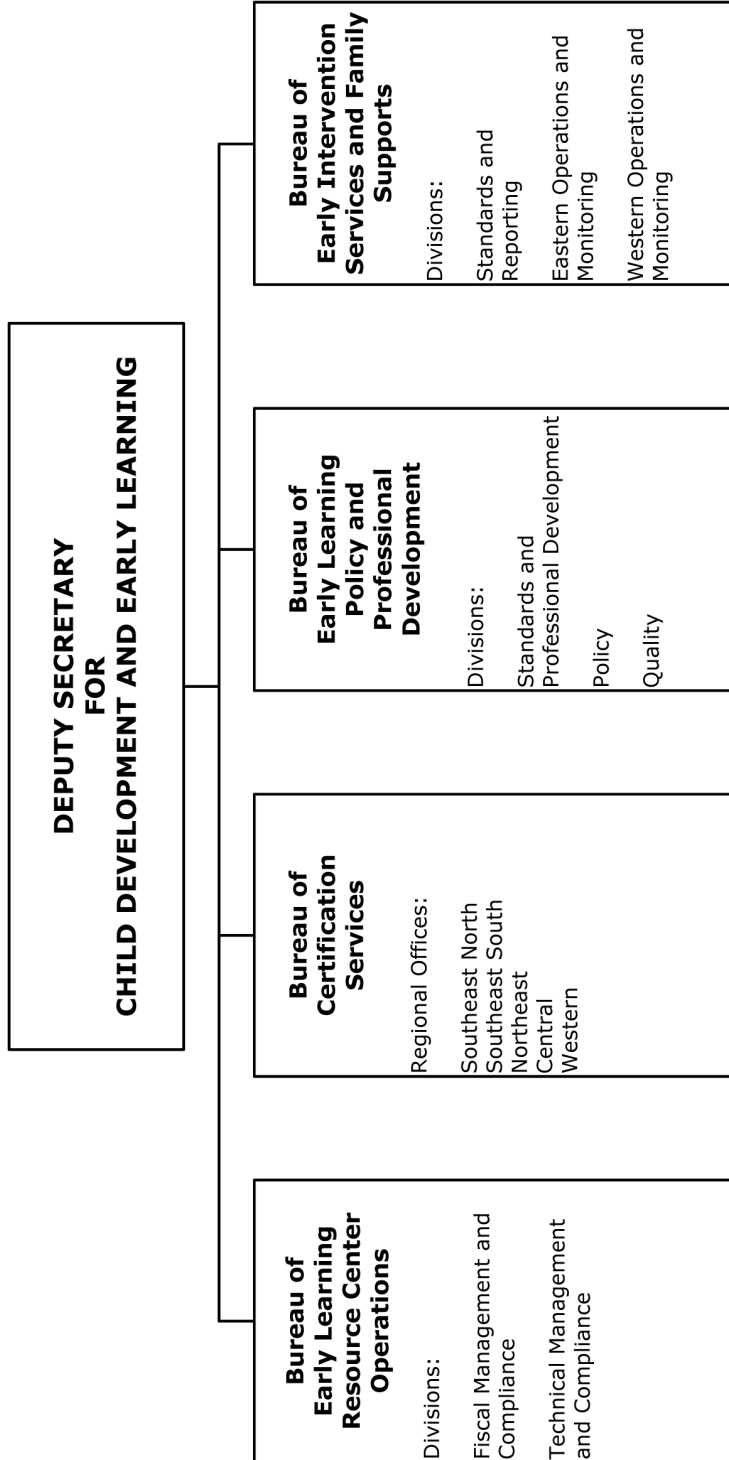 DEPUTY SECRETARY
FOR
CHILD DEVELOPMENT AND EARLY LEARNING
Bureau of
Early Learning
Resource Center
Operations
Divisions:
Fiscal Management and
Compliance
Technical Management
and Compliance
Bureau of
Certification
Services
Regional Offices:
Southeast North
Southeast South
Northeast
Central
Western
Bureau of
Early Learning
Policy and
Professional
Development
Divisions:
Standards and
Professional Development
Policy
Quality
Bureau of
Early Intervention
Services and Family
Supports
Divisions:
Standards and
Reporting
Eastern Operations and
Monitoring
Western Operations and
Monitoring